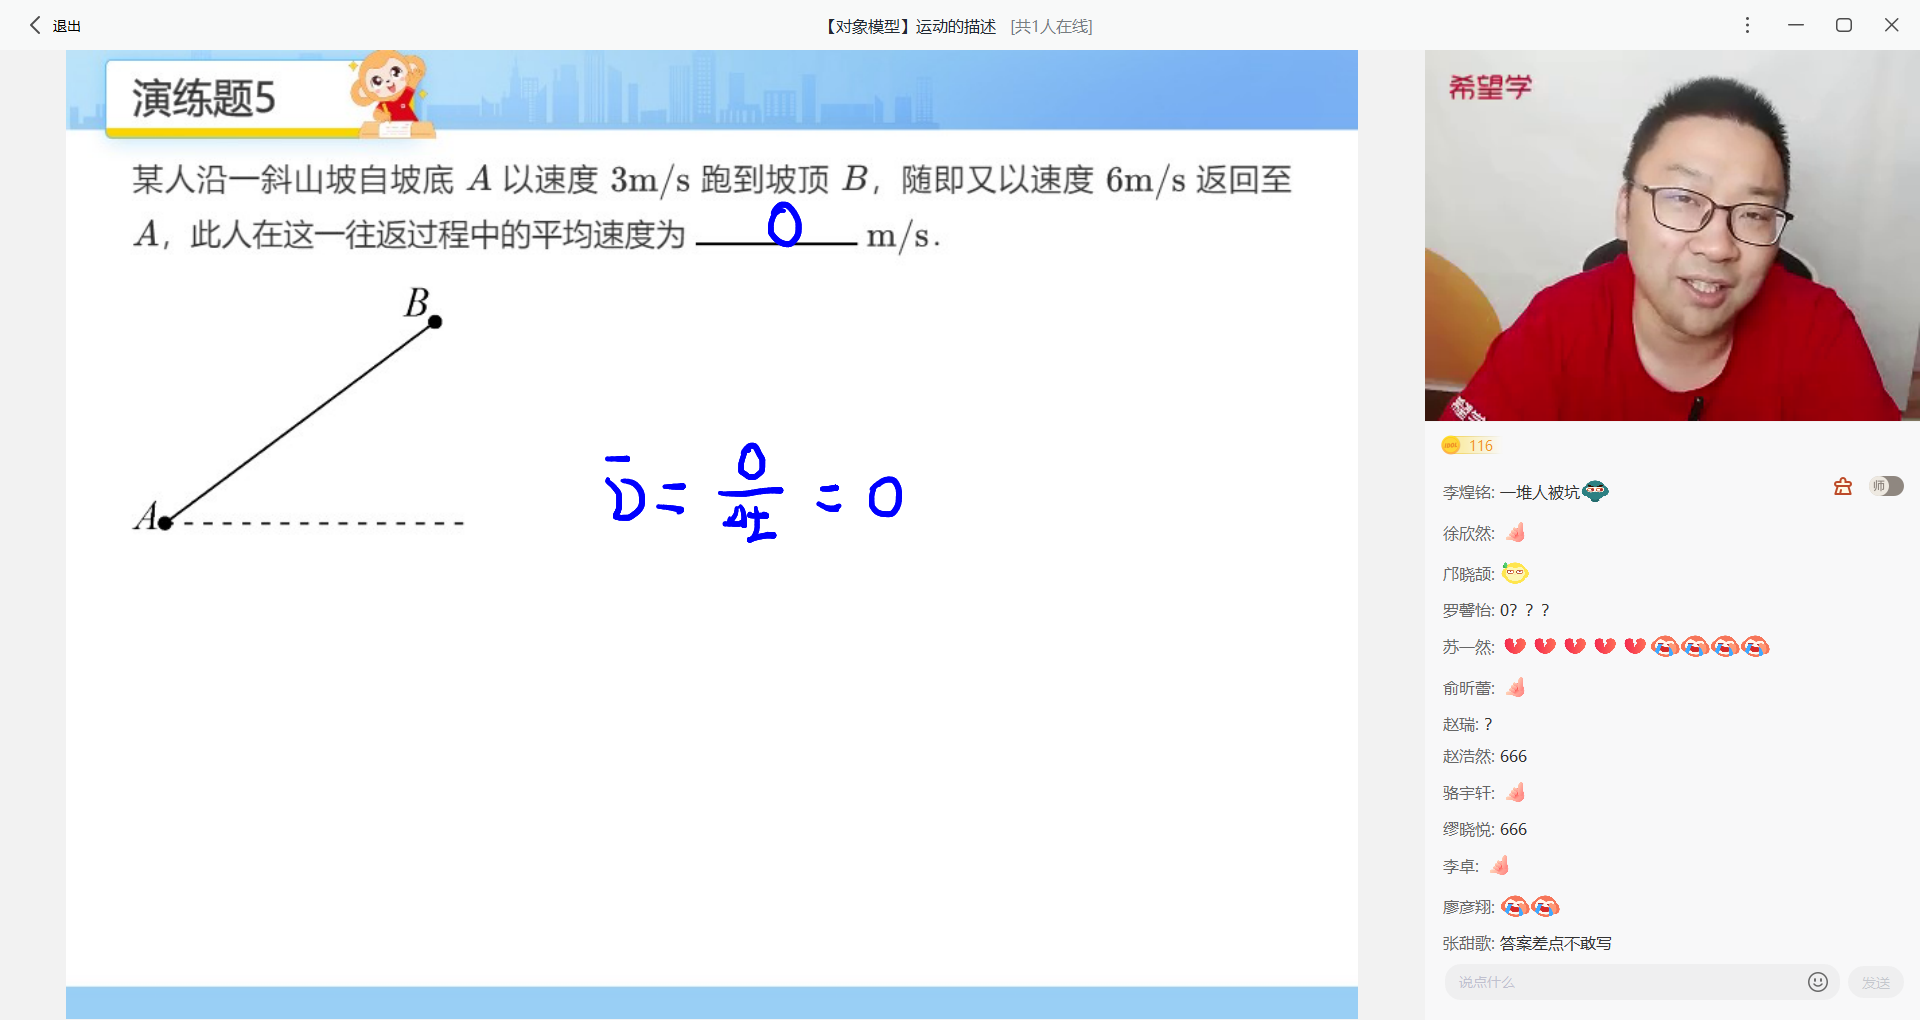 退出
【对象模型】运动的描述 [共1人在线]
演练题5
某人沿一斜山坡自坡底 A 以速度 3m/s 跑到坡顶 B，随即又以速度 6m/s 返回至
A，此人在这一往返过程中的平均速度为 0 m/s.
B
A
ῡ = 0/Δt = 0
希望学
希望学
116
李煌铭: 一堆人被坑
师
徐欣然:
邝晓颉:
罗馨怡: 0？？？
苏一然:
俞昕蕾:
赵瑞: ？
赵浩然: 666
骆宇轩:
缪晓悦: 666
李卓:
廖彦翔:
张甜歌: 答案差点不敢写
说点什么
发送